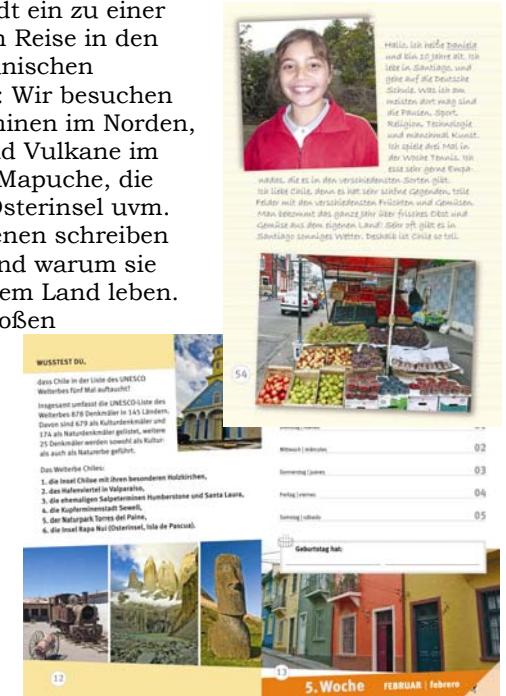 dt ein zu einer
n Reise in den
nischen
: Wir besuchen
minen im Norden,
d Vulkane im
Mapuche, die
Osterinsel uvm.
enen schreiben
nd warum sie
em Land leben.
oßen
Hallo, ich heiße Daniela
und bin 10 Jahre alt. Ich
lebe in Santiago, und
gehe auf die Deutsche
Schule. Was ich am
meisten dort mag sind
die Pausen, Sport,
Religion, Technologie
und manchmal Kunst.
Ich spiele drei Mal in
der Woche Tennis. Ich
esse sehr gerne Empa-
nadas, die es in den verschiedensten Sorten gibt.
Ich liebe Chile, denn es hat sehr schöne Gegenden, tolle
Felder mit den verschiedensten Früchten und Gemüsen.
Man bekommt das ganze Jahr über frisches Obst und
Gemüse aus dem eigenen Land! Sehr oft gibt es in
Santiago sonniges Wetter. Deshalb ist Chile so toll.
54
WUSSTEST DU,
dass Chile in der Liste des UNESCO
Welterbes fünf Mal auftaucht?
Insgesamt umfasst die UNESCO-Liste des
Welterbes 878 Denkmäler in 145 Ländern.
Davon sind 679 als Kulturdenkmäler und
174 als Naturdenkmäler gelistet, weitere
25 Denkmäler werden sowohl als Kultur-
als auch als Naturerbe geführt.
Das Welterbe Chiles:
1. die Insel Chiloe mit ihren besonderen Holzkirchen,
2. das Hafenviertel in Valparaíso,
3. die ehemaligen Salpeterminen Humberstone und Santa Laura,
4. die Kupferminenstadt Sewell,
5. der Naturpark Torres del Paine,
6. die Insel Rapa Nui (Osterinsel, Isla de Pascua).
12
Mittwoch | miércoles 02
Donnerstag | jueves 03
Freitag | viernes 04
Samstag | sábado 05
Geburtstag hat:
13
5. Woche FEBRUAR | febrero